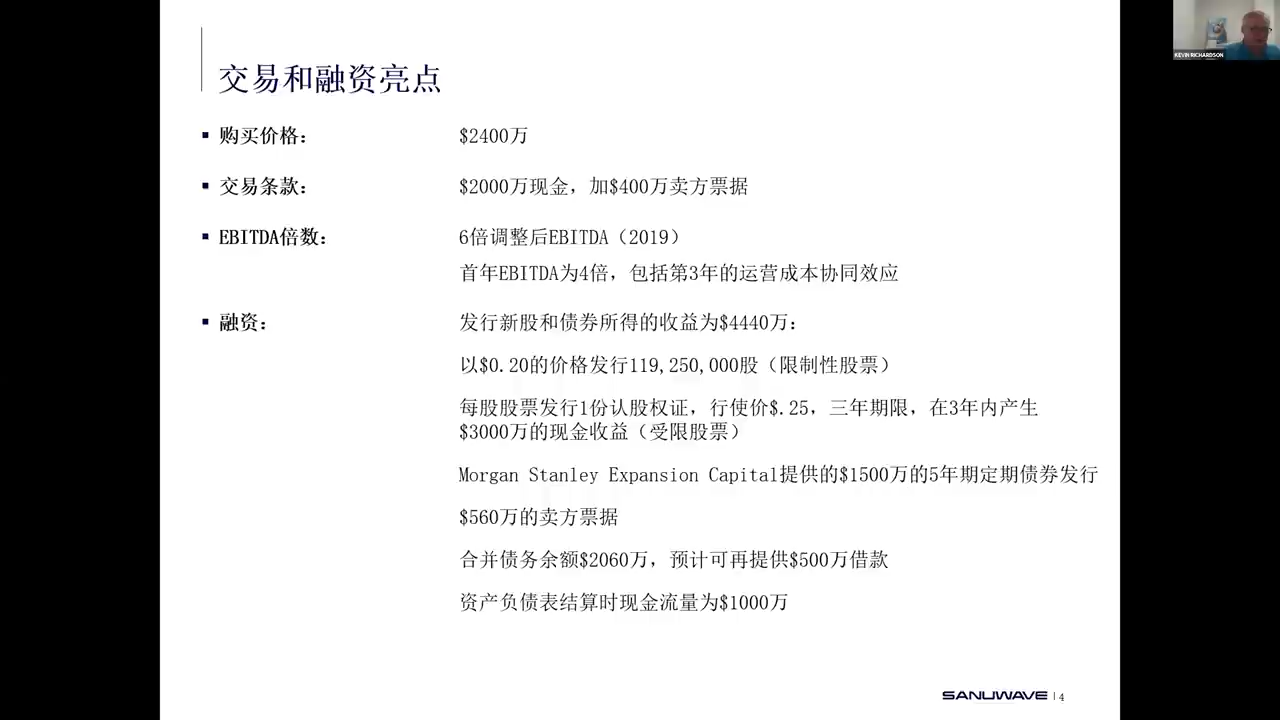 KEVIN RICHARDSON
交易和融资亮点
▪ 购买价格： $2400万
▪ 交易条款： $2000万现金，加$400万卖方票据
▪ EBITDA倍数： 6倍调整后EBITDA（2019）
首年EBITDA为4倍，包括第3年的运营成本协同效应
▪ 融资： 发行新股和债券所得的收益为$4440万：
以$0.20的价格发行119,250,000股（限制性股票）
每股股票发行1份认股权证，行使价$.25，三年期限，在3年内产生
$3000万的现金收益（受限股票）
Morgan Stanley Expansion Capital提供的$1500万的5年期定期债券发行
$560万的卖方票据
合并债务余额$2060万，预计可再提供$500万借款
资产负债表结算时现金流量为$1000万
SANUWAVE | 4